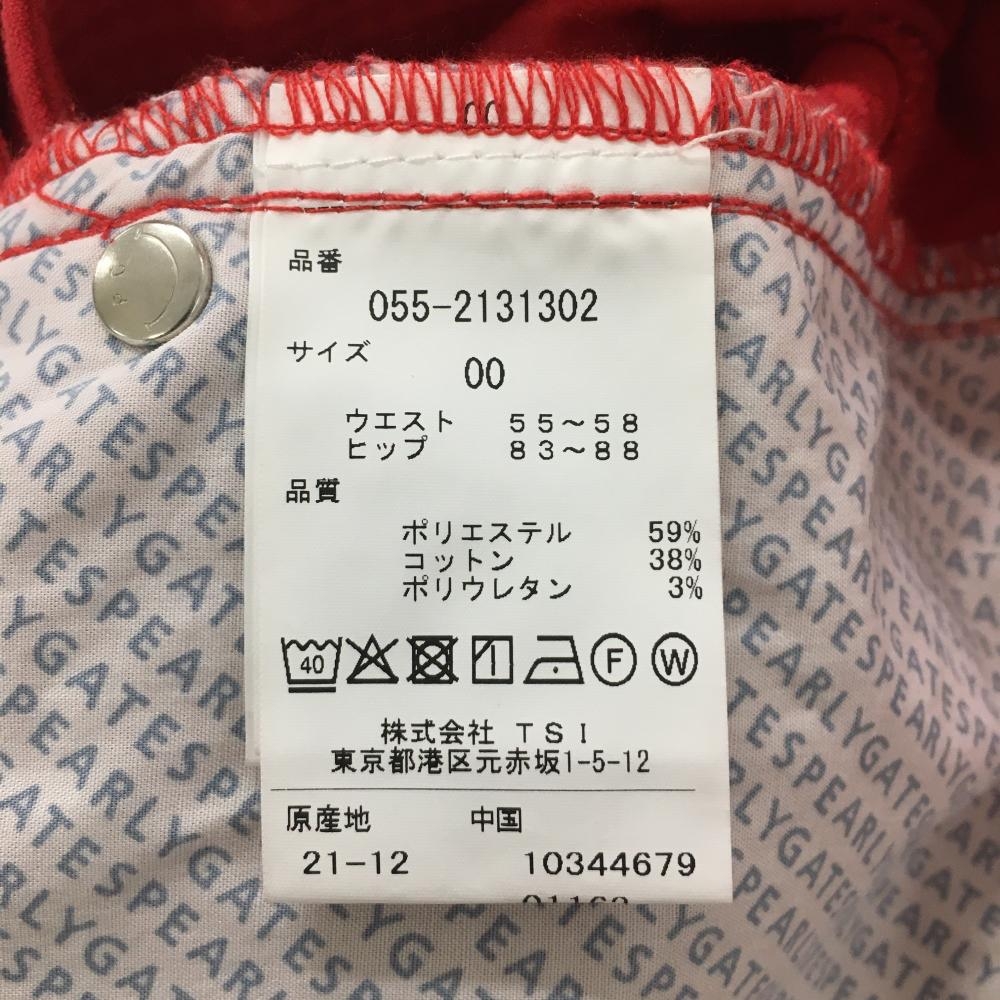 00
品番
055-2131302
サイズ
00
ウエスト 55～58
ヒップ 83～88
品質
ポリエステル 59%
コットン 38%
ポリウレタン 3%
40 F W
株式会社 TSI
東京都港区元赤坂1-5-12
原産地 中国
21-12 10344679
PEARLYGATES